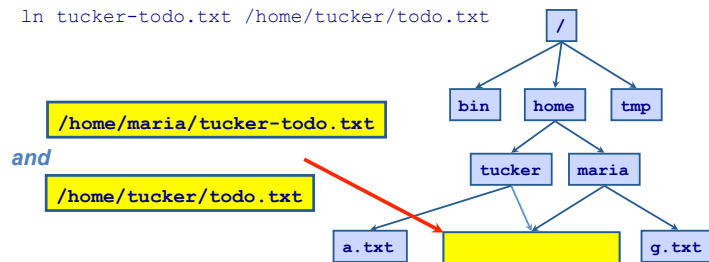 ln tucker-todo.txt /home/tucker/todo.txt
/
bin home tmp
/home/maria/tucker-todo.txt
and
tucker maria
/home/tucker/todo.txt
a.txt g.txt